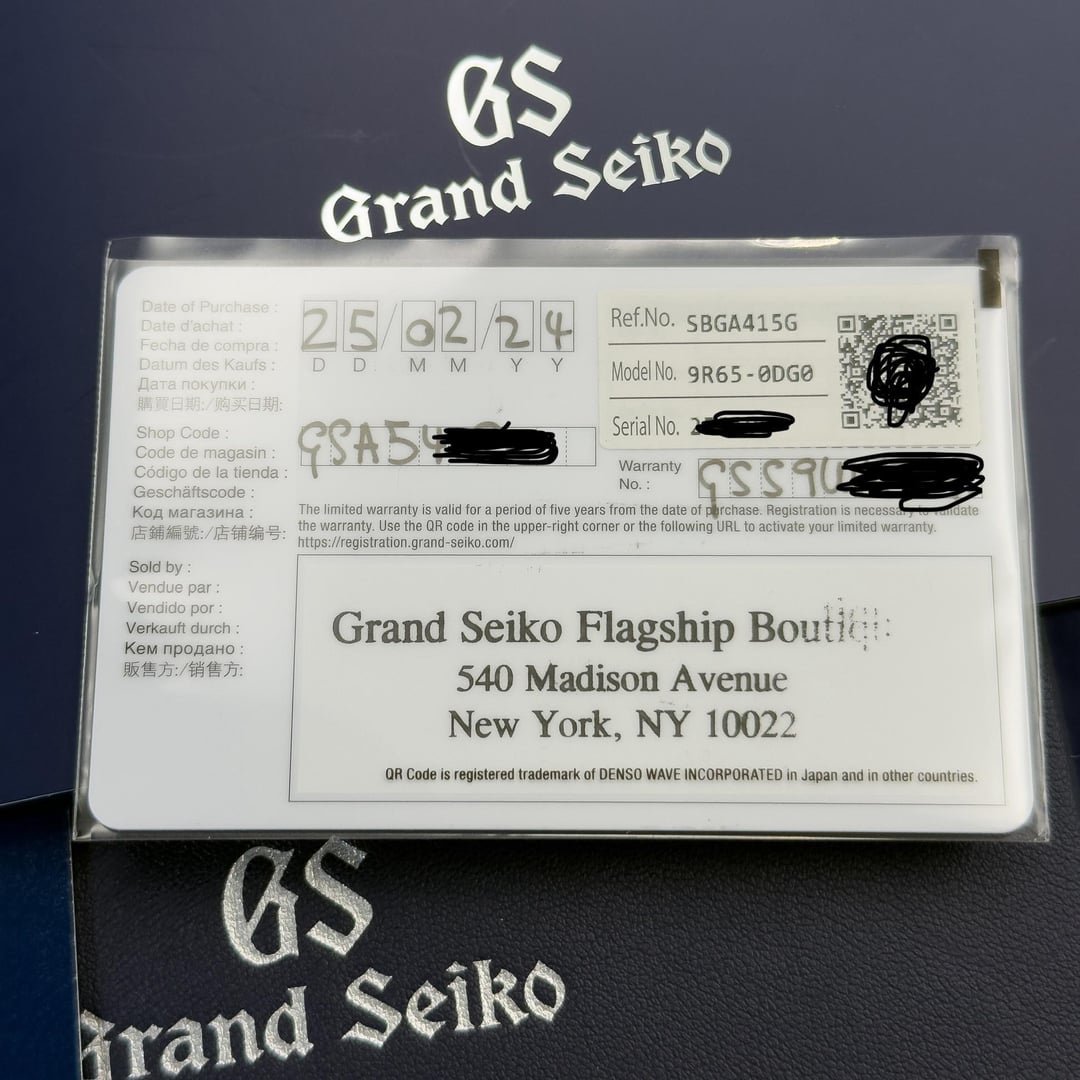 GS
Grand Seiko
Date of Purchase :
Date d'achat :
Fecha de compra :
Datum des Kaufs :
Дата покупки :
購買日期:/购买日期:
25/02/24
D D M M Y Y
Ref.No. SBGA415G
Model No. 9R65-0DG0
Serial No. 2
Shop Code :
Code de magasin :
Código de la tienda :
Geschäftscode :
Код магазина :
店鋪編號:/店铺编号:
GSA54
Warranty
No. :
GSS9U
The limited warranty is valid for a period of five years from the date of purchase. Registration is necessary to validate
the warranty. Use the QR code in the upper-right corner or the following URL to activate your limited warranty.
https://registration.grand-seiko.com/
Sold by :
Vendue par :
Vendido por :
Verkauft durch :
Кем продано :
販售方:/销售方:
Grand Seiko Flagship Boutique
540 Madison Avenue
New York, NY 10022
QR Code is registered trademark of DENSO WAVE INCORPORATED in Japan and in other countries.
GS
Grand Seiko